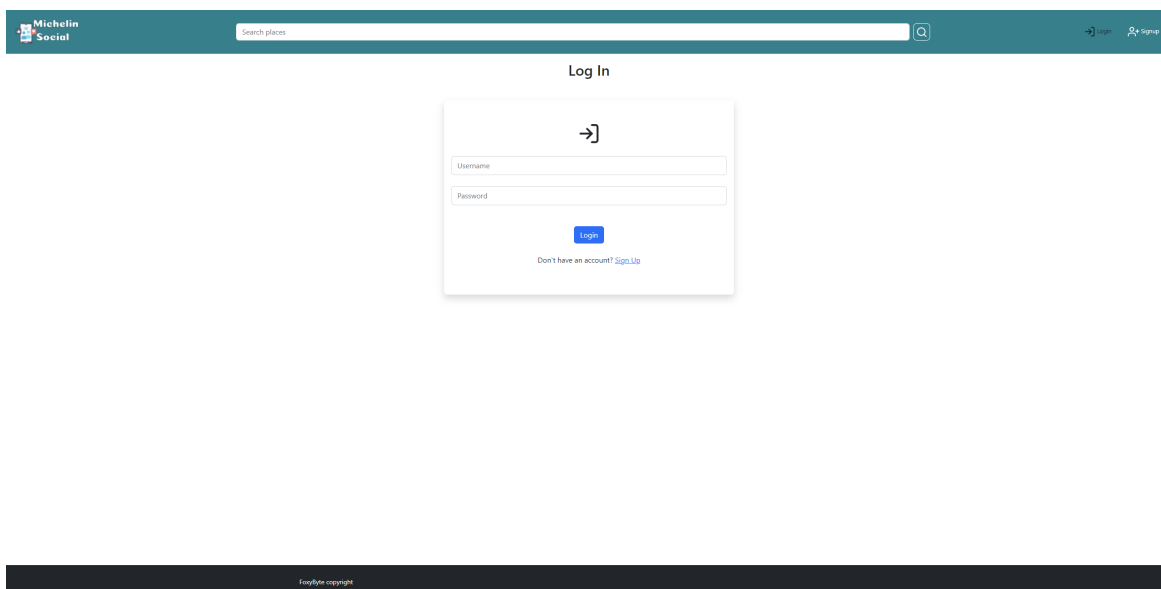 Michelin
Social
Search places
Login
Signup
Log In
Username
Password
Login
Don't have an account? Sign Up
FoxyByte copyright